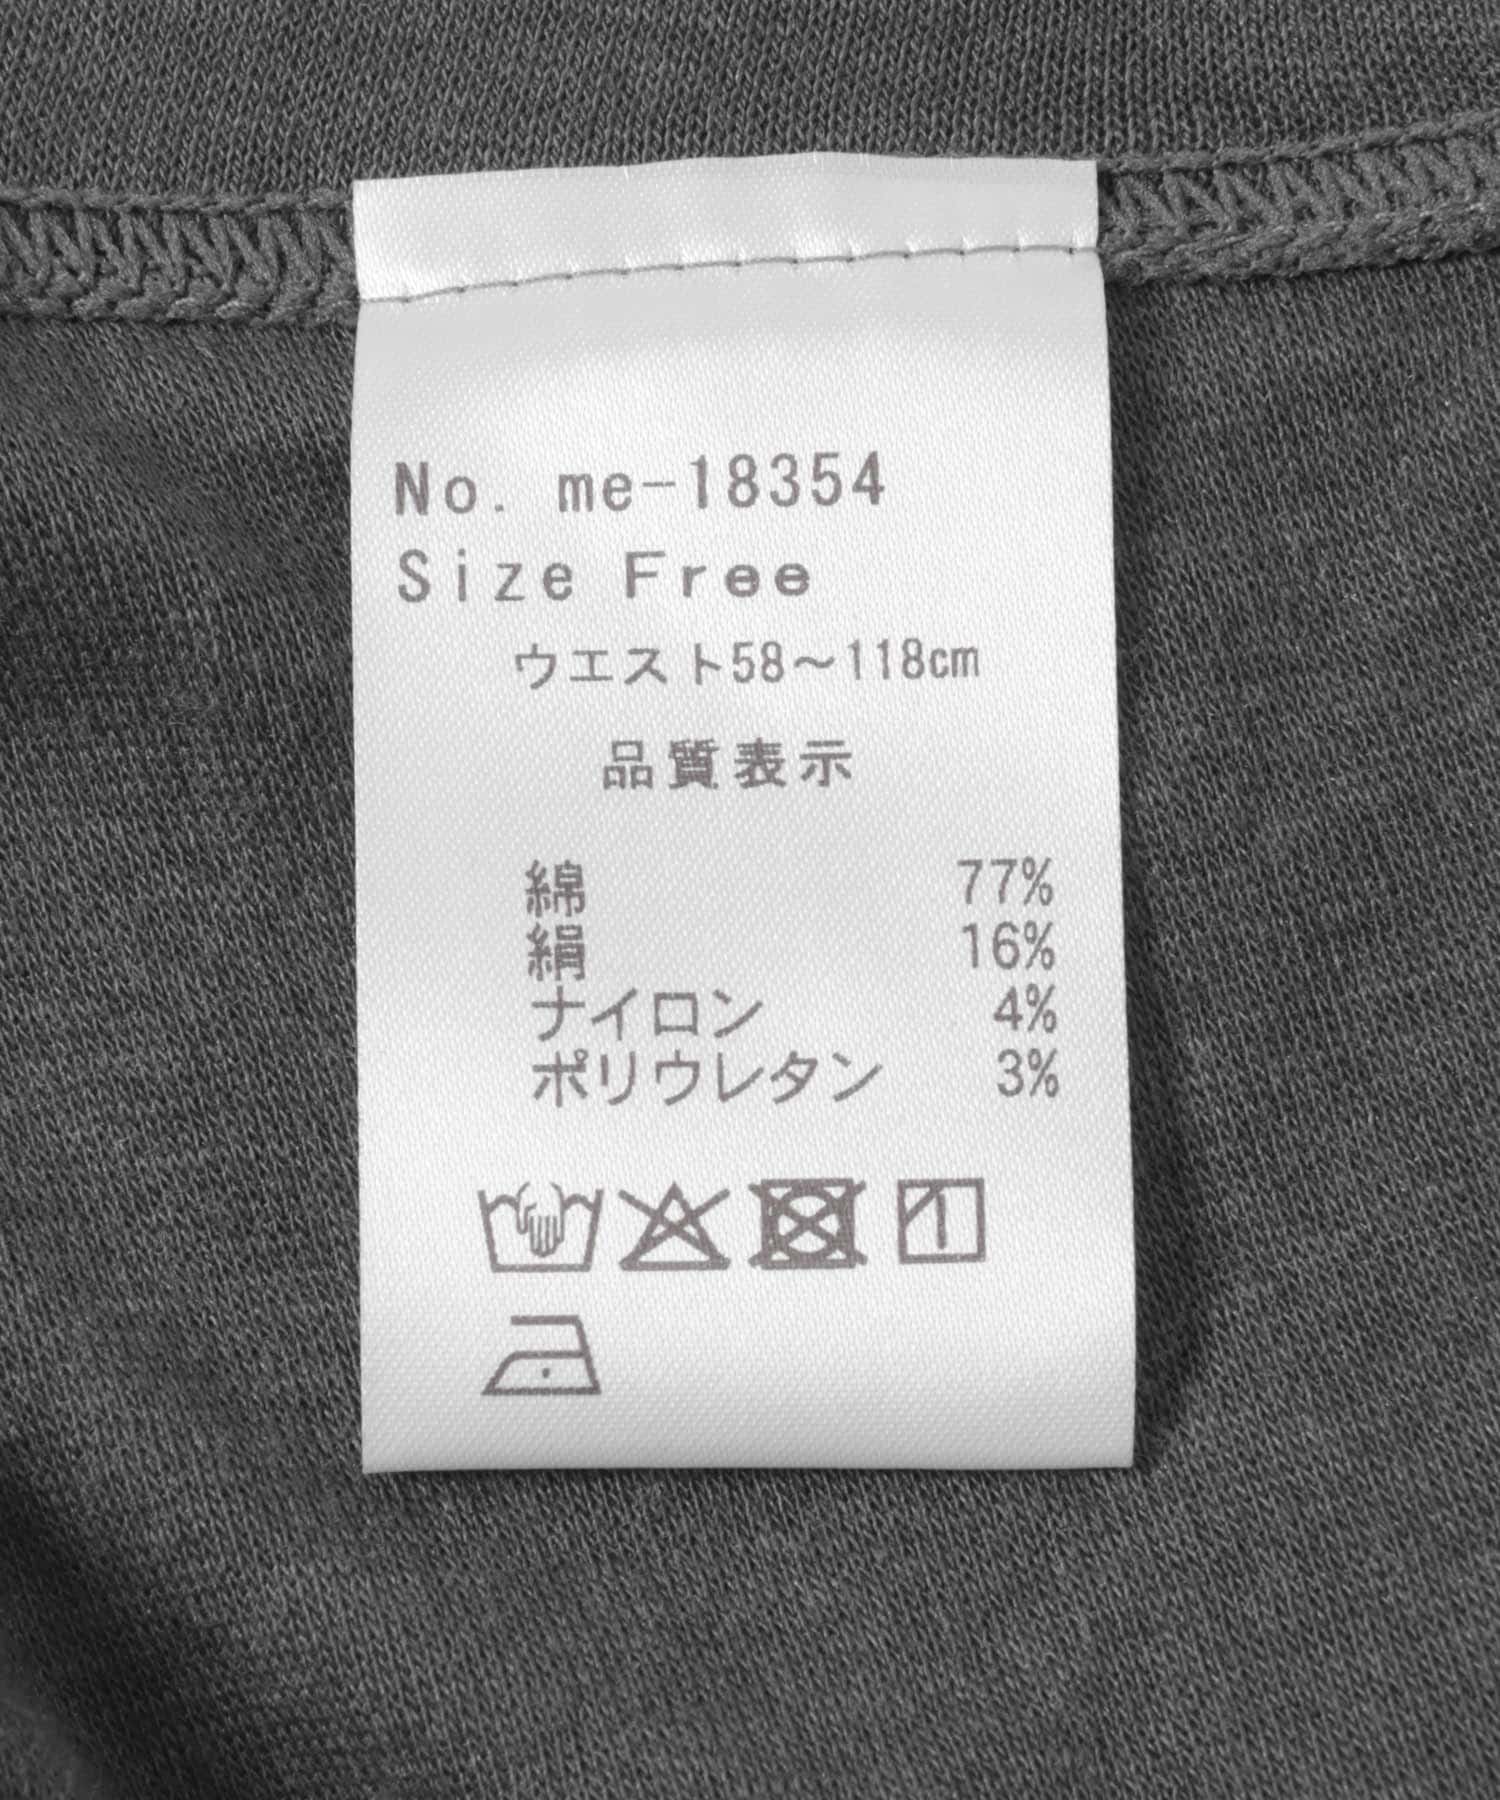 No. me-18354
Size Free
ウエスト58～118cm
品質表示
綿 77%
絹 16%
ナイロン 4%
ポリウレタン 3%